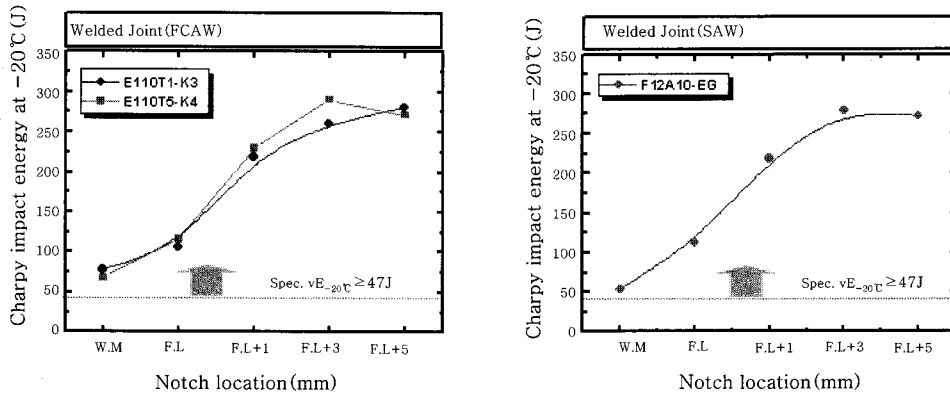 Welded Joint(FCAW)
Charpy impact energy at −20℃(J)
350
300
250
200
150
100
50
0
E110T1-K3
E110T5-K4
Spec. vE−20℃≥47J
W.M F.L F.L+1 F.L+3 F.L+5
Notch location(mm)
Welded Joint(SAW)
Charpy impact energy at −20℃(J)
350
300
250
200
150
100
50
0
F12A10-EG
Spec. vE−20℃≥47J
W.M F.L F.L+1 F.L+3 F.L+5
Notch location(mm)